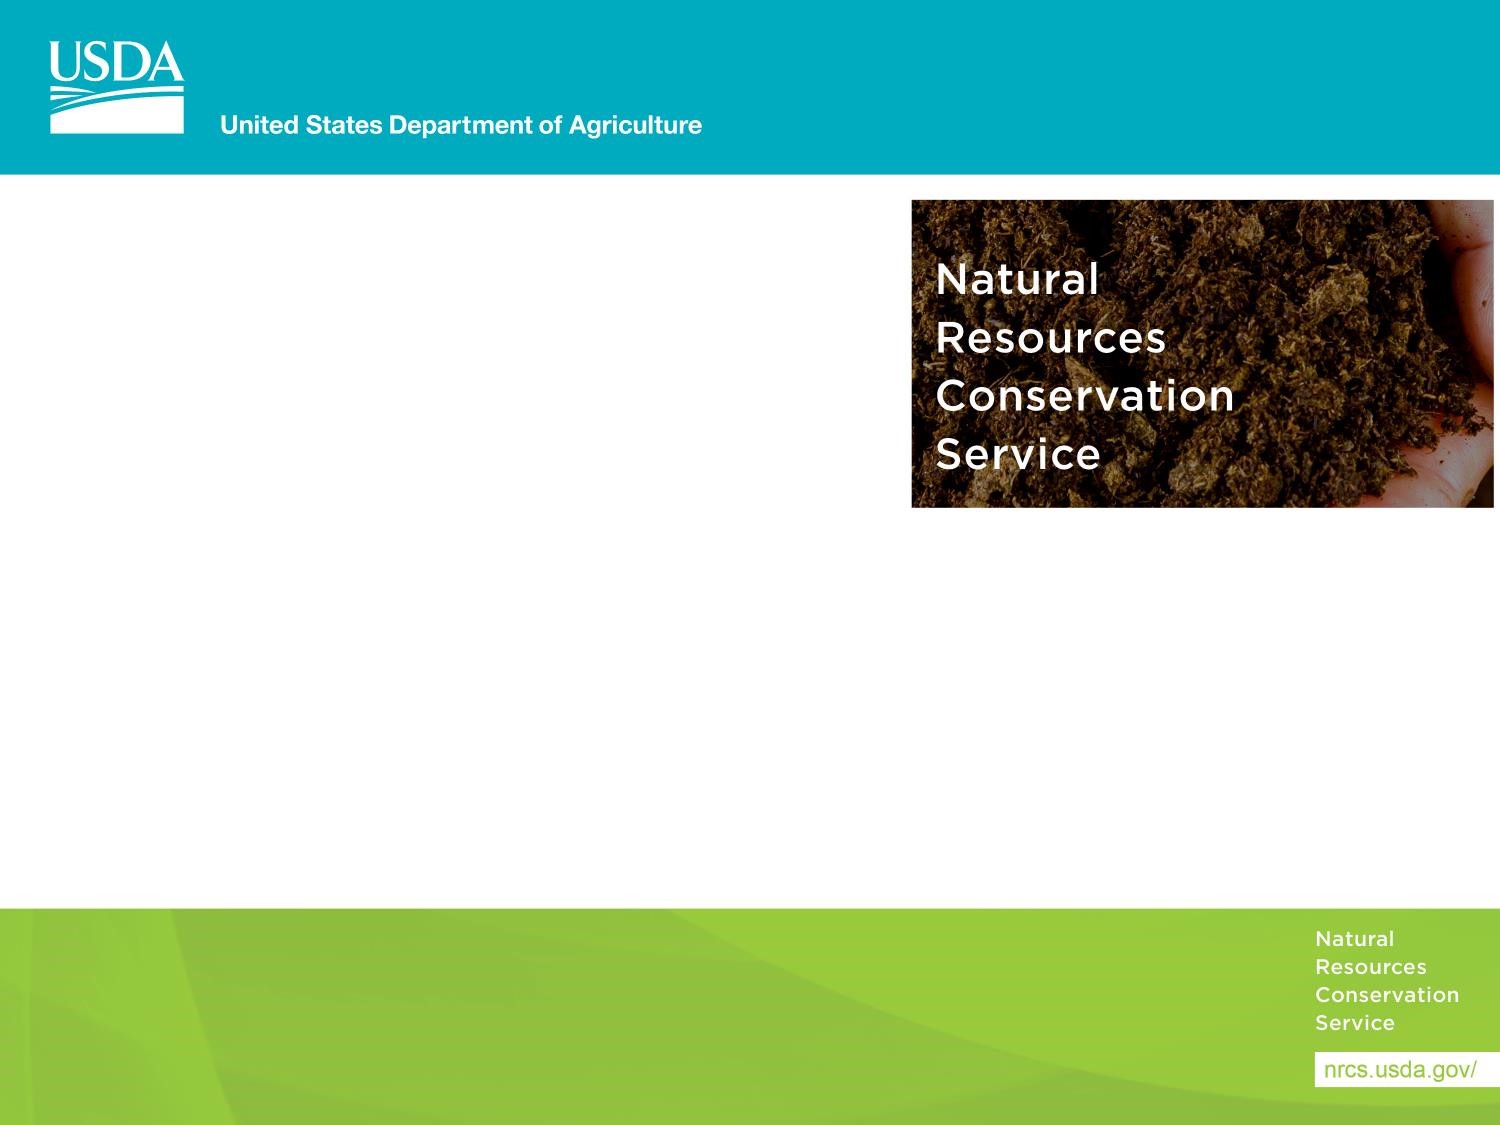 USDA
United States Department of Agriculture
Natural
Resources
Conservation
Service
Natural
Resources
Conservation
Service
nrcs.usda.gov/